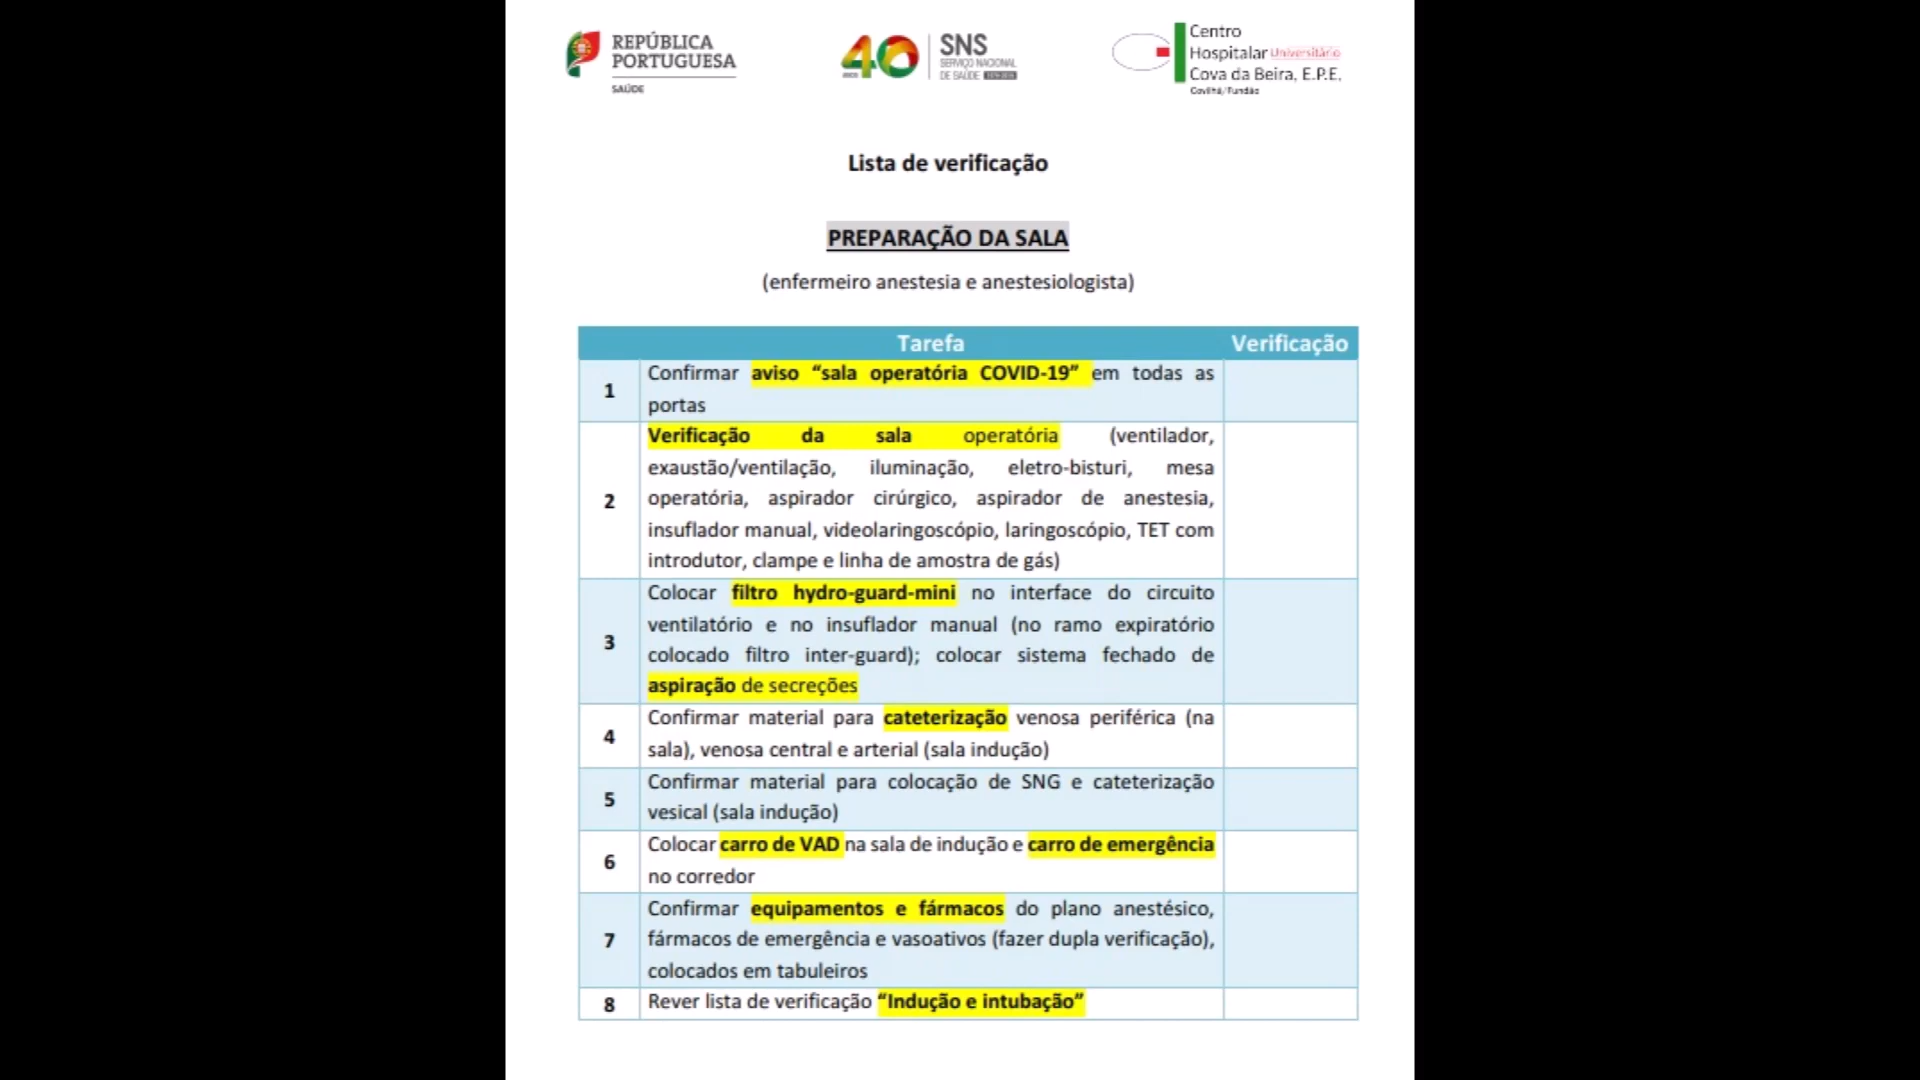 REPÚBLICA
PORTUGUESA
SAÚDE
40
ANOS
SNS
SERVIÇO NACIONAL
DE SAÚDE
Centro
Hospitalar Universitário
Cova da Beira, E.P.E.
Covilhã/Fundão
Lista de verificação
PREPARAÇÃO DA SALA
(enfermeiro anestesia e anestesiologista)
Tarefa Verificação
1 Confirmar aviso “sala operatória COVID-19” em todas as
portas
2 Verificação da sala operatória (ventilador,
exaustão/ventilação, iluminação, eletro-bisturi, mesa
operatória, aspirador cirúrgico, aspirador de anestesia,
insuflador manual, videolaringoscópio, laringoscópio, TET com
introdutor, clampe e linha de amostra de gás)
3 Colocar filtro hydro-guard-mini no interface do circuito
ventilatório e no insuflador manual (no ramo expiratório
colocado filtro inter-guard); colocar sistema fechado de
aspiração de secreções
4 Confirmar material para cateterização venosa periférica (na
sala), venosa central e arterial (sala indução)
5 Confirmar material para colocação de SNG e cateterização
vesical (sala indução)
6 Colocar carro de VAD na sala de indução e carro de emergência
no corredor
7 Confirmar equipamentos e fármacos do plano anestésico,
fármacos de emergência e vasoativos (fazer dupla verificação),
colocados em tabuleiros
8 Rever lista de verificação “Indução e intubação”